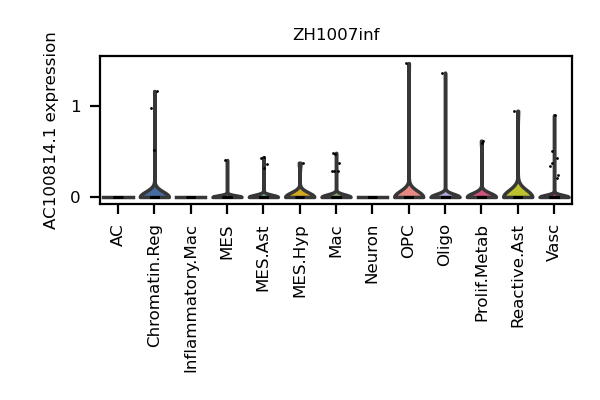 ZH1007inf
AC100814.1 expression
1
0
AC
Chromatin.Reg
Inflammatory.Mac
MES
MES.Ast
MES.Hyp
Mac
Neuron
OPC
Oligo
Prolif.Metab
Reactive.Ast
Vasc